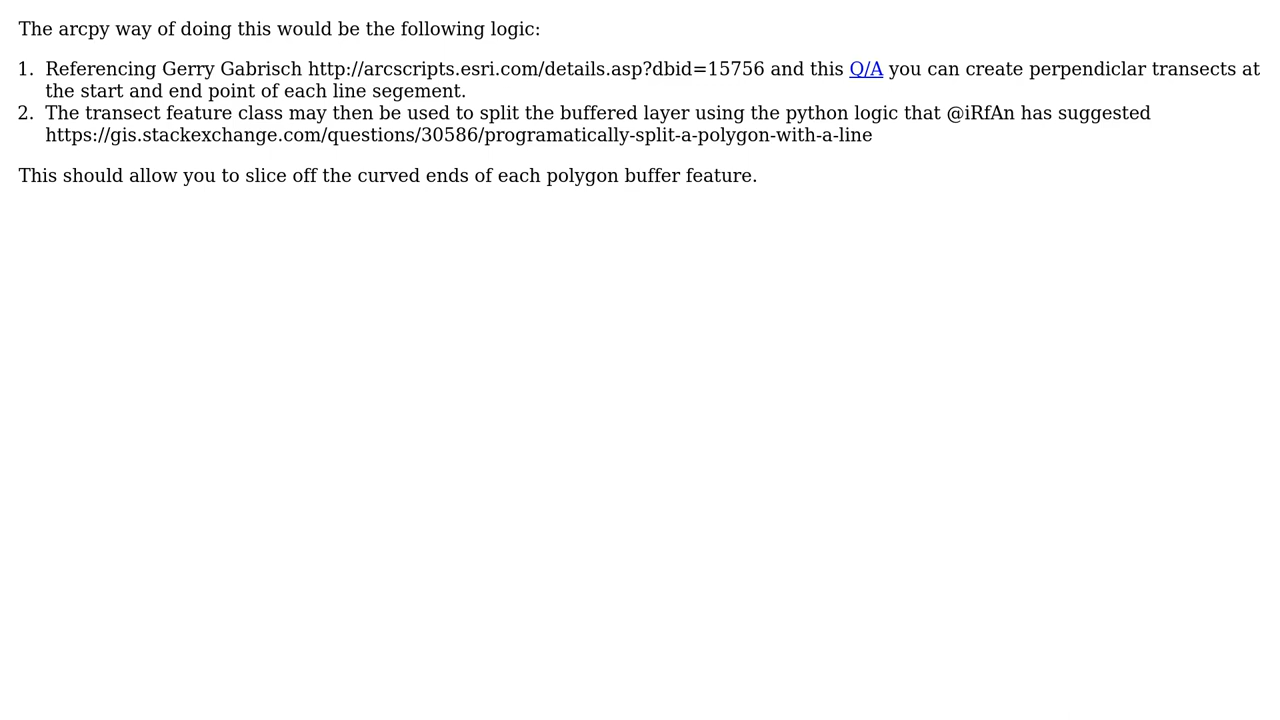 The arcpy way of doing this would be the following logic:
1. Referencing Gerry Gabrisch http://arcscripts.esri.com/details.asp?dbid=15756 and this Q/A you can create perpendiclar transects at
the start and end point of each line segement.
2. The transect feature class may then be used to split the buffered layer using the python logic that @iRfAn has suggested
https://gis.stackexchange.com/questions/30586/programatically-split-a-polygon-with-a-line
This should allow you to slice off the curved ends of each polygon buffer feature.